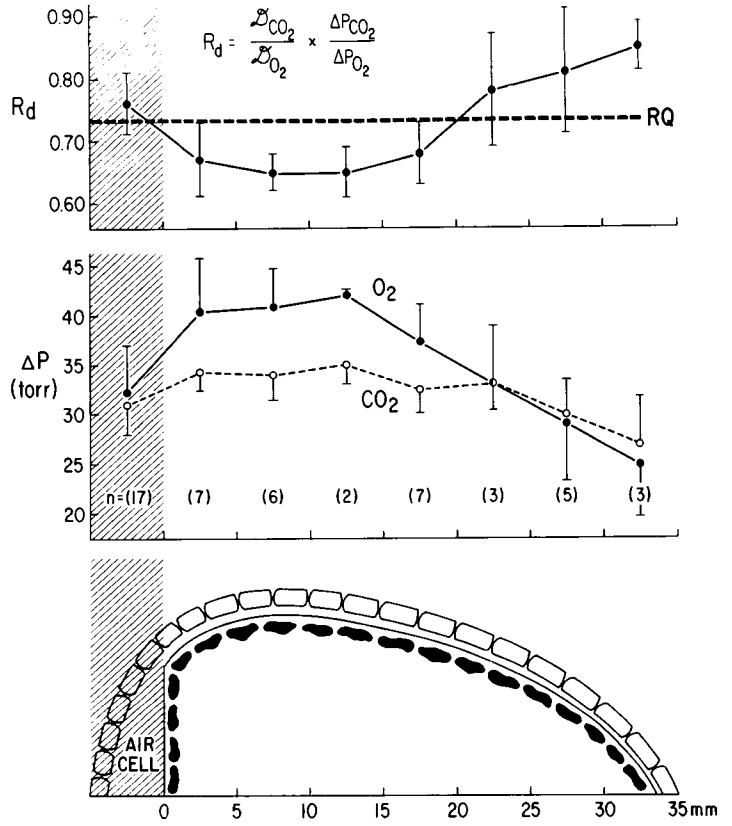 0.90
0.80
0.70
0.60
Rd
Rd = 𝒟CO2 / 𝒟O2 × ΔPCO2 / ΔPO2
RQ
45
40
35
30
25
20
ΔP
(torr)
O2
CO2
n=(17) (7) (6) (2) (7) (3) (5) (3)
AIR
CELL
0 5 10 15 20 25 30 35mm